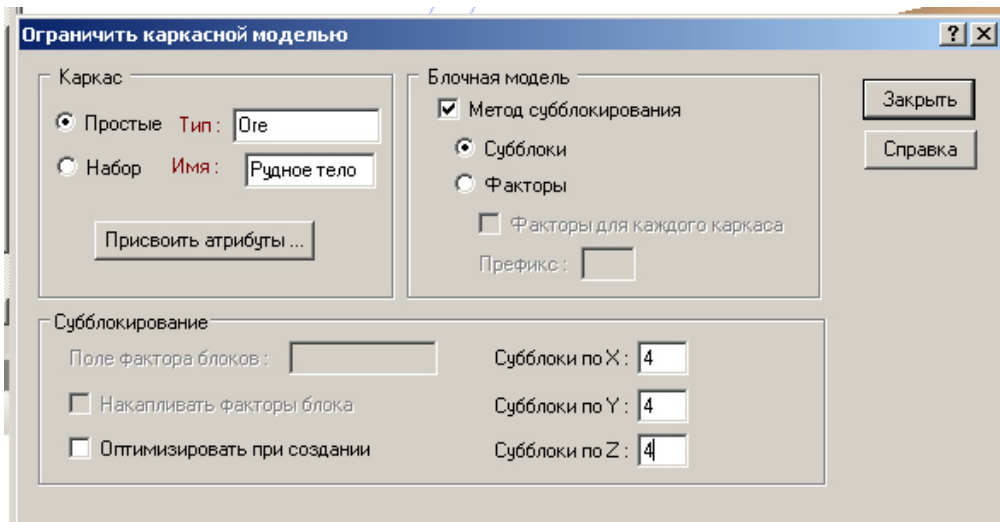 Ограничить каркасной моделью
Каркас
Простые Тип : Ore
Набор Имя : Рудное тело
Присвоить атрибуты ...
Блочная модель
Метод субблокирования
Субблоки
Факторы
Факторы для каждого каркаса
Префикс :
Закрыть
Справка
Субблокирование
Поле фактора блоков :
Накапливать факторы блока
Оптимизировать при создании
Субблоки по X : 4
Субблоки по Y : 4
Субблоки по Z : 4